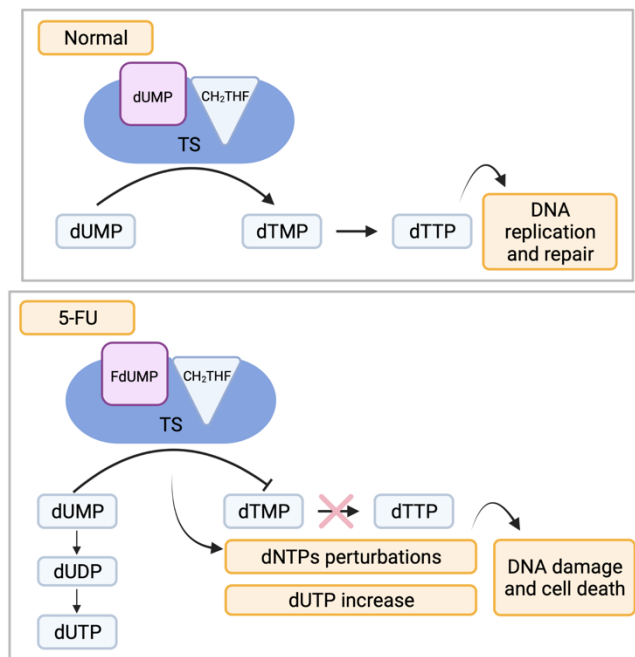 Normal
dUMP
CH₂THF
TS
dUMP
dTMP
dTTP
DNA
replication
and repair
5-FU
FdUMP
CH₂THF
TS
dUMP
dTMP
dTTP
dUDP
dNTPs perturbations
DNA damage
and cell death
dUTP increase
dUTP